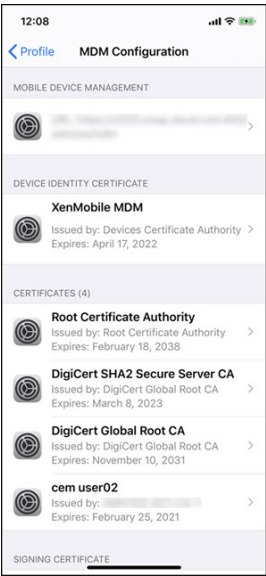 12:08
Profile
MDM Configuration
MOBILE DEVICE MANAGEMENT
DEVICE IDENTITY CERTIFICATE
XenMobile MDM
Issued by: Devices Certificate Authority
Expires: April 17, 2022
CERTIFICATES (4)
Root Certificate Authority
Issued by: Root Certificate Authority
Expires: February 18, 2038
DigiCert SHA2 Secure Server CA
Issued by: DigiCert Global Root CA
Expires: March 8, 2023
DigiCert Global Root CA
Issued by: DigiCert Global Root CA
Expires: November 10, 2031
cem user02
Issued by:
Expires: February 25, 2021
SIGNING CERTIFICATE